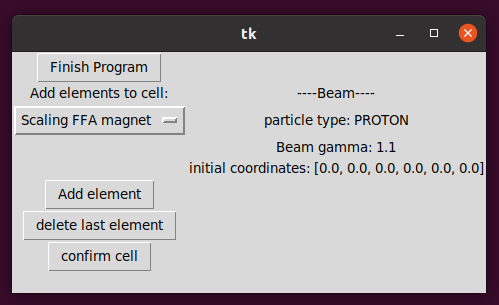 tk
Finish Program
Add elements to cell:
----Beam----
Scaling FFA magnet
particle type: PROTON
Beam gamma: 1.1
initial coordinates: [0.0, 0.0, 0.0, 0.0, 0.0, 0.0]
Add element
delete last element
confirm cell